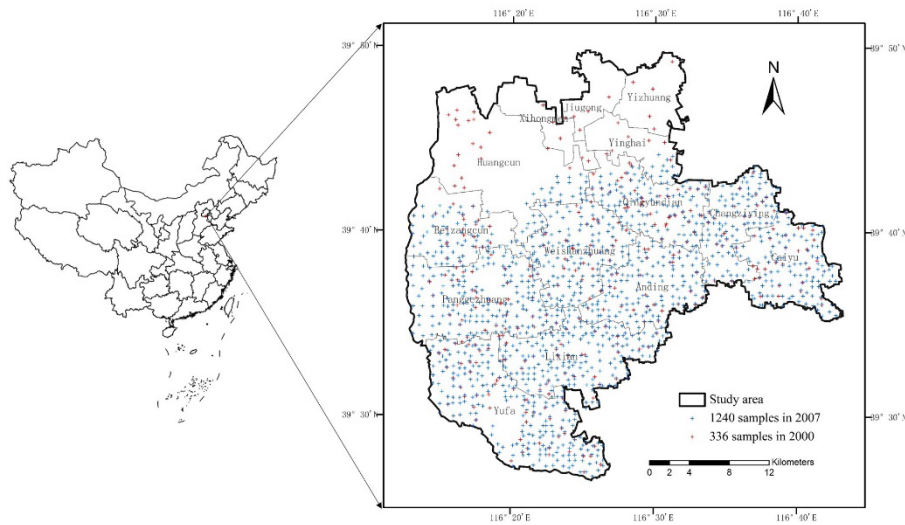 116° 20'E 116° 30'E 116° 40'E
39° 50'N 39° 50'N
N
Yizhuang
Jiugong
Xihongmen
Yinghai
Huangcun
Qingyundian Changziying
39° 40'N Beizangcun 39° 40'N
Weishanzhuang Caiyu
Anding
Panggezhuang
Lixian
Study area
39° 30'N Yufa 1240 samples in 2007 39° 30'N
336 samples in 2000
0 2 4 8 12 Kilometers
116° 20'E 116° 30'E 116° 40'E